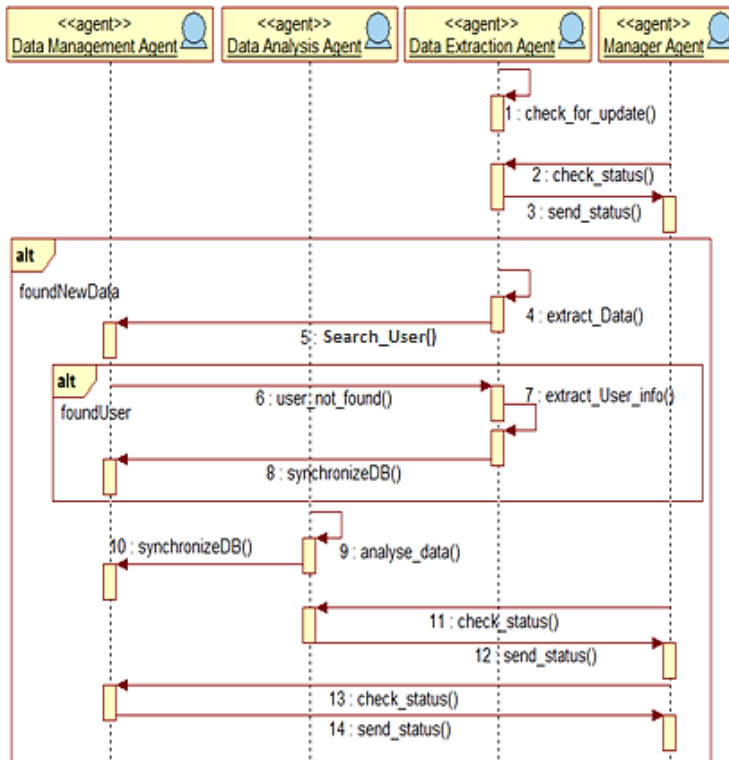 <<agent>>
Data Management Agent
<<agent>>
Data Analysis Agent
<<agent>>
Data Extraction Agent
<<agent>>
Manager Agent
1 : check_for_update()
2 : check_status()
3 : send_status()
alt
foundNewData
4 : extract_Data()
5 : Search_User()
alt
foundUser
6 : user_not_found()
7 : extract_User_info()
8 : synchronizeDB()
9 : analyse_data()
10 : synchronizeDB()
11 : check_status()
12 : send_status()
13 : check_status()
14 : send_status()